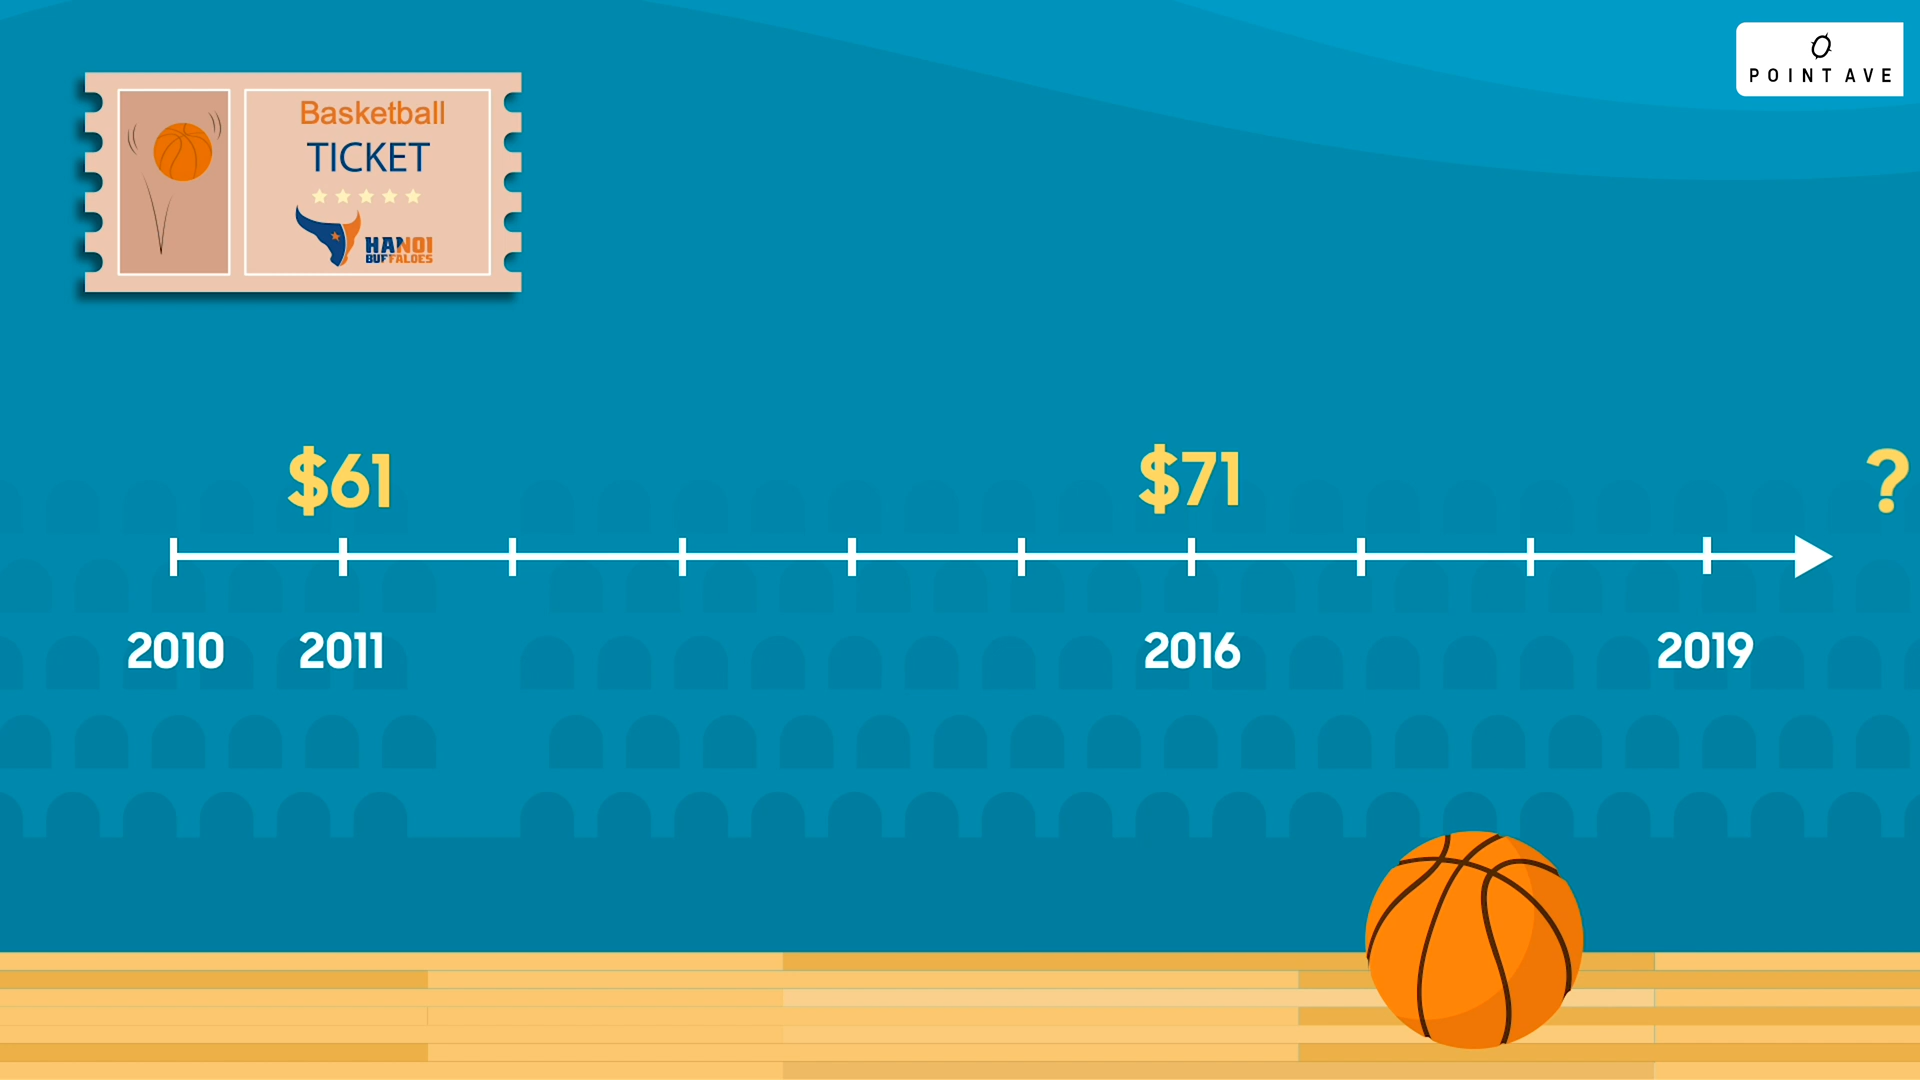 POINT AVE
Basketball
TICKET
HANOI
BUFFALOES
$61 $71 ?
2010 2011 2016 2019